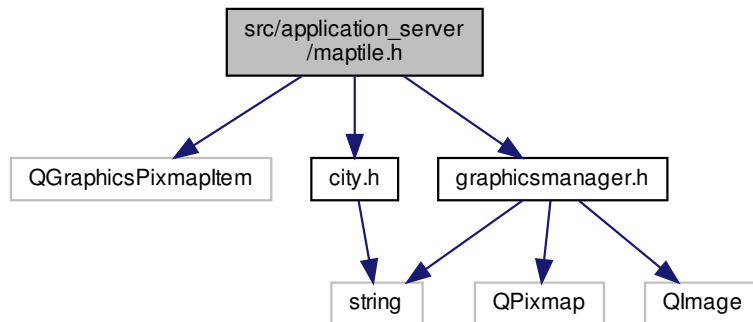 src/application_server
/maptile.h
QGraphicsPixmapItem
city.h
graphicsmanager.h
string
QPixmap
QImage